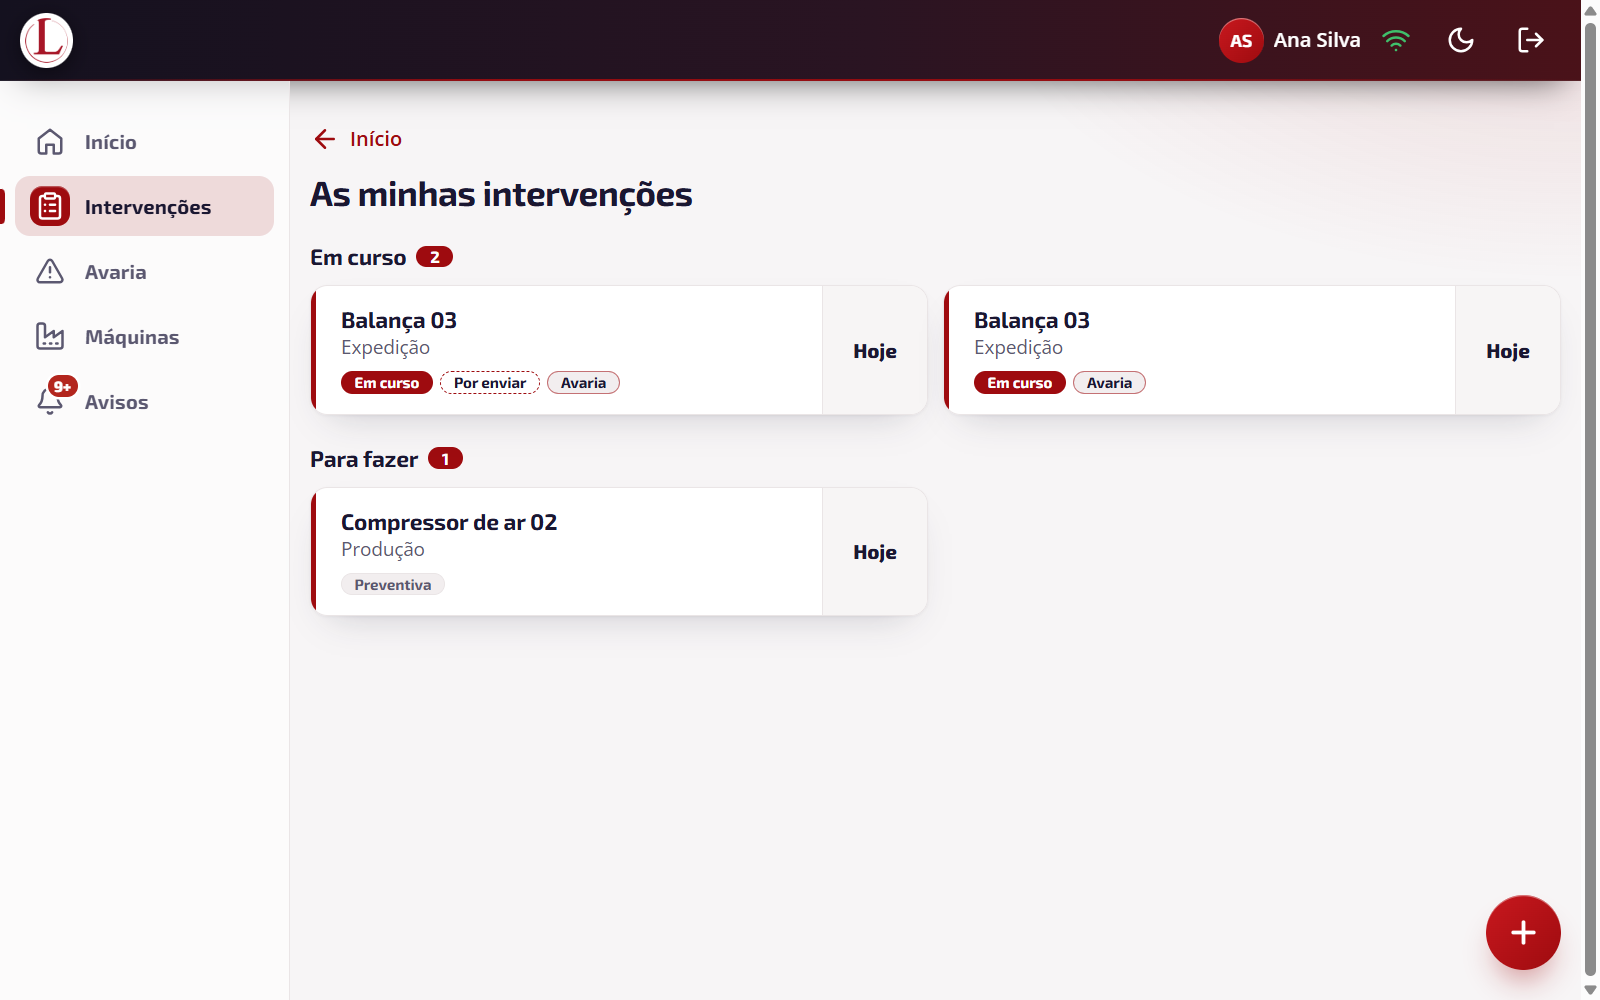 L
AS Ana Silva
Início
Intervenções
Avaria
Máquinas
9+
Avisos
Início
As minhas intervenções
Em curso 2
Balança 03
Expedição
Em curso Por enviar Avaria
Hoje
Balança 03
Expedição
Em curso Avaria
Hoje
Para fazer 1
Compressor de ar 02
Produção
Preventiva
Hoje